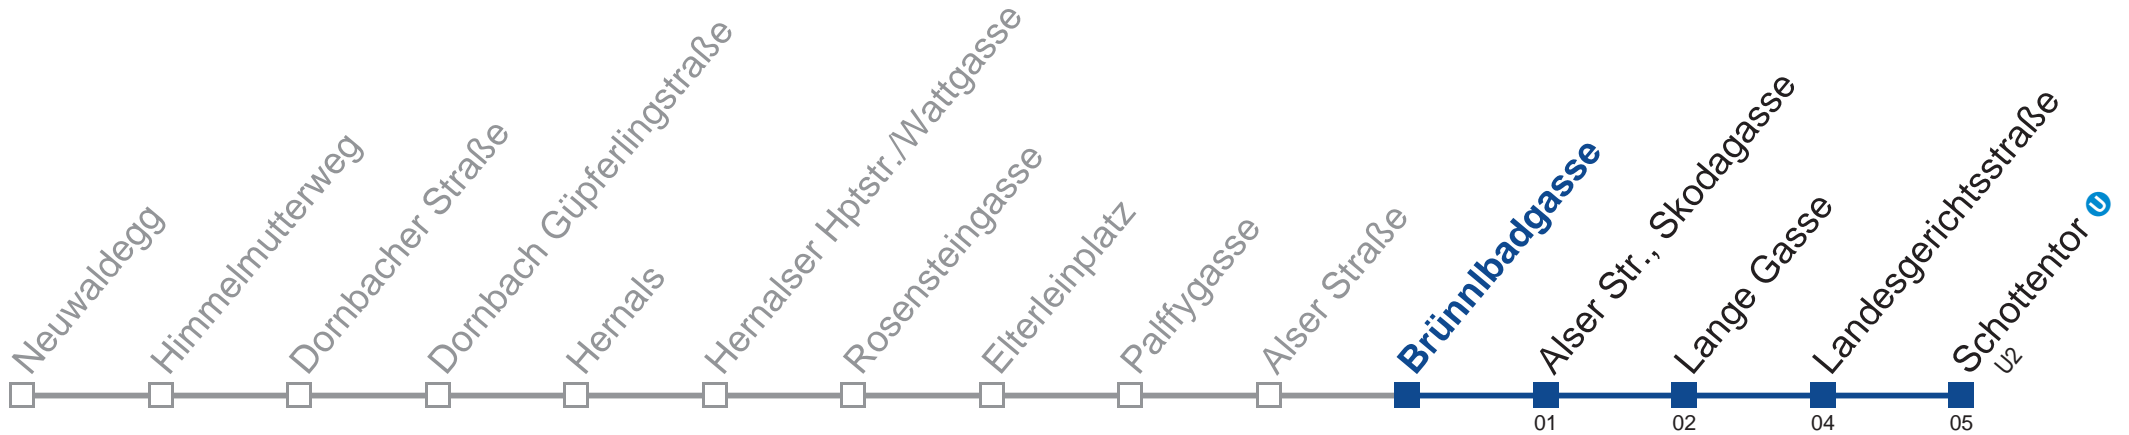 Neuwaldegg
Himmelmutterweg
Dornbacher Straße
Dornbach Güpferlingstraße
Hernals
Hernalser Hptstr./Wattgasse
Rosensteingasse
Elterleinplatz
Palffygasse
Alser Straße
Brünnlbadgasse
Alser Str., Skodagasse
Lange Gasse
Landesgerichtsstraße
Schottentor U
U2
01
02
04
05